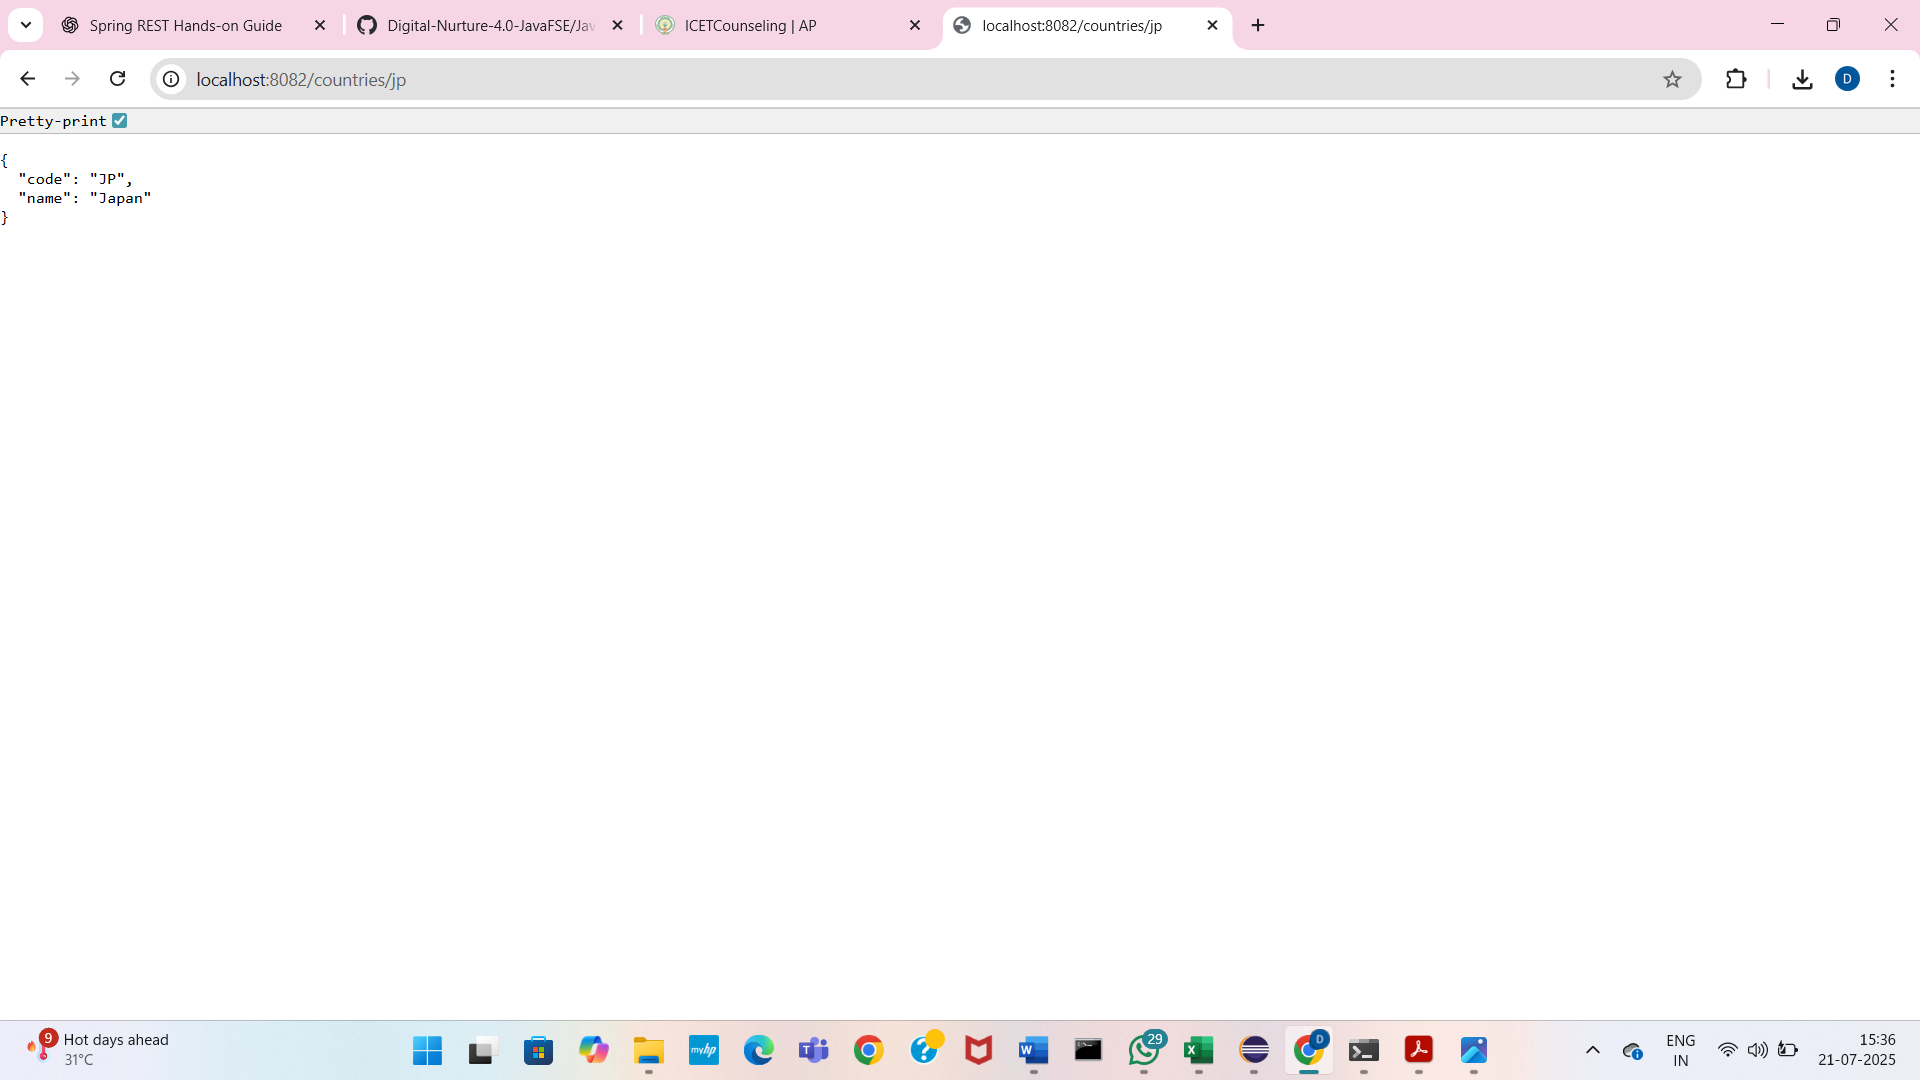 Spring REST Hands-on Guide
Digital-Nurture-4.0-JavaFSE/Jav
ICETCounseling | AP
localhost:8082/countries/jp
localhost:8082/countries/jp
D
Pretty-print
{
"code": "JP",
"name": "Japan"
}
9
Hot days ahead
31°C
myhp
29
D
ENG
IN
15:36
21-07-2025